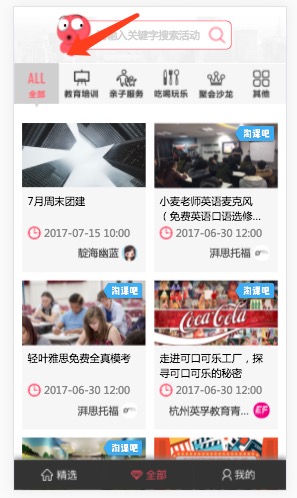 输入关键字搜索活动
ALL
全部
教育培训
亲子服务
吃喝玩乐
聚会沙龙
其他
淘课吧
7月周末团建
小麦老师英语麦克风
（免费英语口语选修...
2017-07-15 10:00
2017-06-30 12:00
靛海幽蓝
湃思托福
淘课吧
淘课吧
Coca-Cola
轻叶雅思免费全真模考
走进可口可乐工厂，探
寻可口可乐的秘密
2017-06-30 12:00
2017-06-30 12:00
湃思托福
杭州英孚教育青...
EF
淘课吧
淘课吧
精选
全部
我的